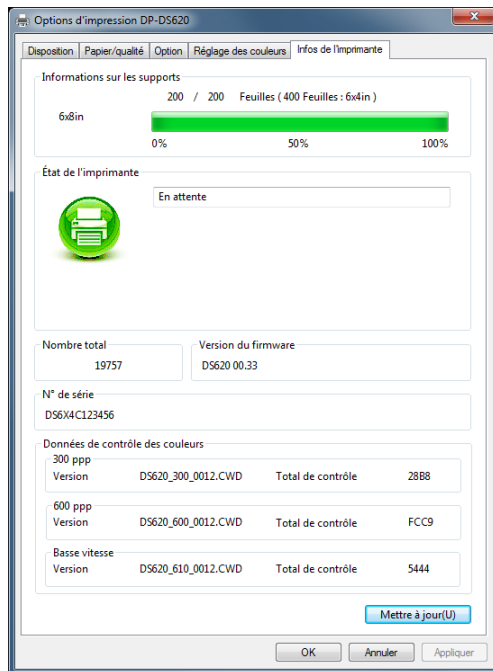 Options d'impression DP-DS620
Disposition Papier/qualité Option Réglage des couleurs Infos de l'imprimante
Informations sur les supports
200 / 200 Feuilles ( 400 Feuilles : 6x4in )
6x8in
0% 50% 100%
État de l'imprimante
En attente
Nombre total Version du firmware
19757 DS620 00.33
N° de série
DS6X4C123456
Données de contrôle des couleurs
300 ppp
Version DS620_300_0012.CWD Total de contrôle 28B8
600 ppp
Version DS620_600_0012.CWD Total de contrôle FCC9
Basse vitesse
Version DS620_610_0012.CWD Total de contrôle 5444
Mettre à jour(U)
OK Annuler Appliquer